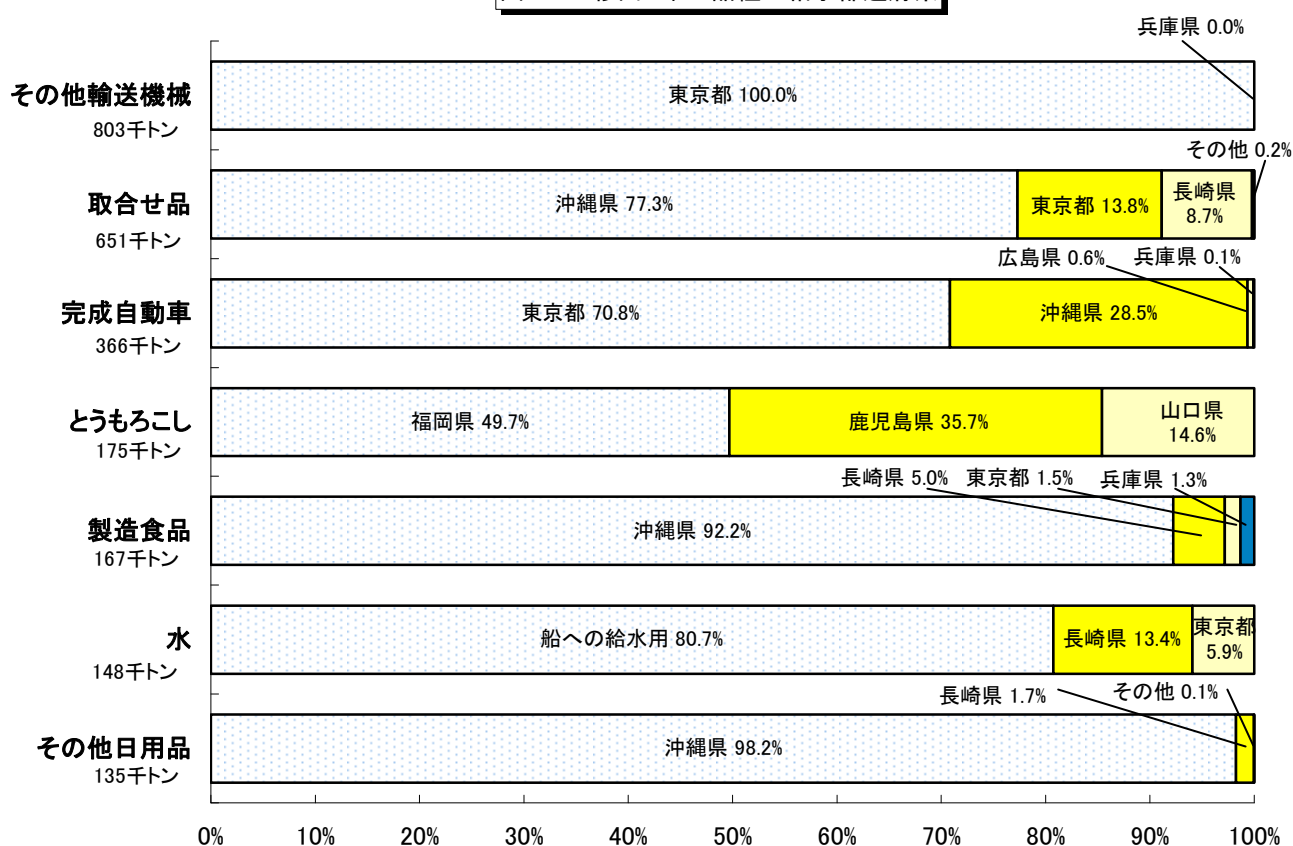 兵庫県 0.0%
その他輸送機械
803千トン
東京都 100.0%
その他 0.2%
取合せ品
651千トン
沖縄県 77.3%
東京都 13.8%
長崎県
8.7%
広島県 0.6%
兵庫県 0.1%
完成自動車
366千トン
東京都 70.8%
沖縄県 28.5%
とうもろこし
175千トン
福岡県 49.7%
鹿児島県 35.7%
山口県
14.6%
長崎県 5.0%
東京都 1.5%
兵庫県 1.3%
製造食品
167千トン
沖縄県 92.2%
水
148千トン
船への給水用 80.7%
長崎県 13.4%
東京都
5.9%
長崎県 1.7%
その他 0.1%
その他日用品
135千トン
沖縄県 98.2%
0%
10%
20%
30%
40%
50%
60%
70%
80%
90%
100%